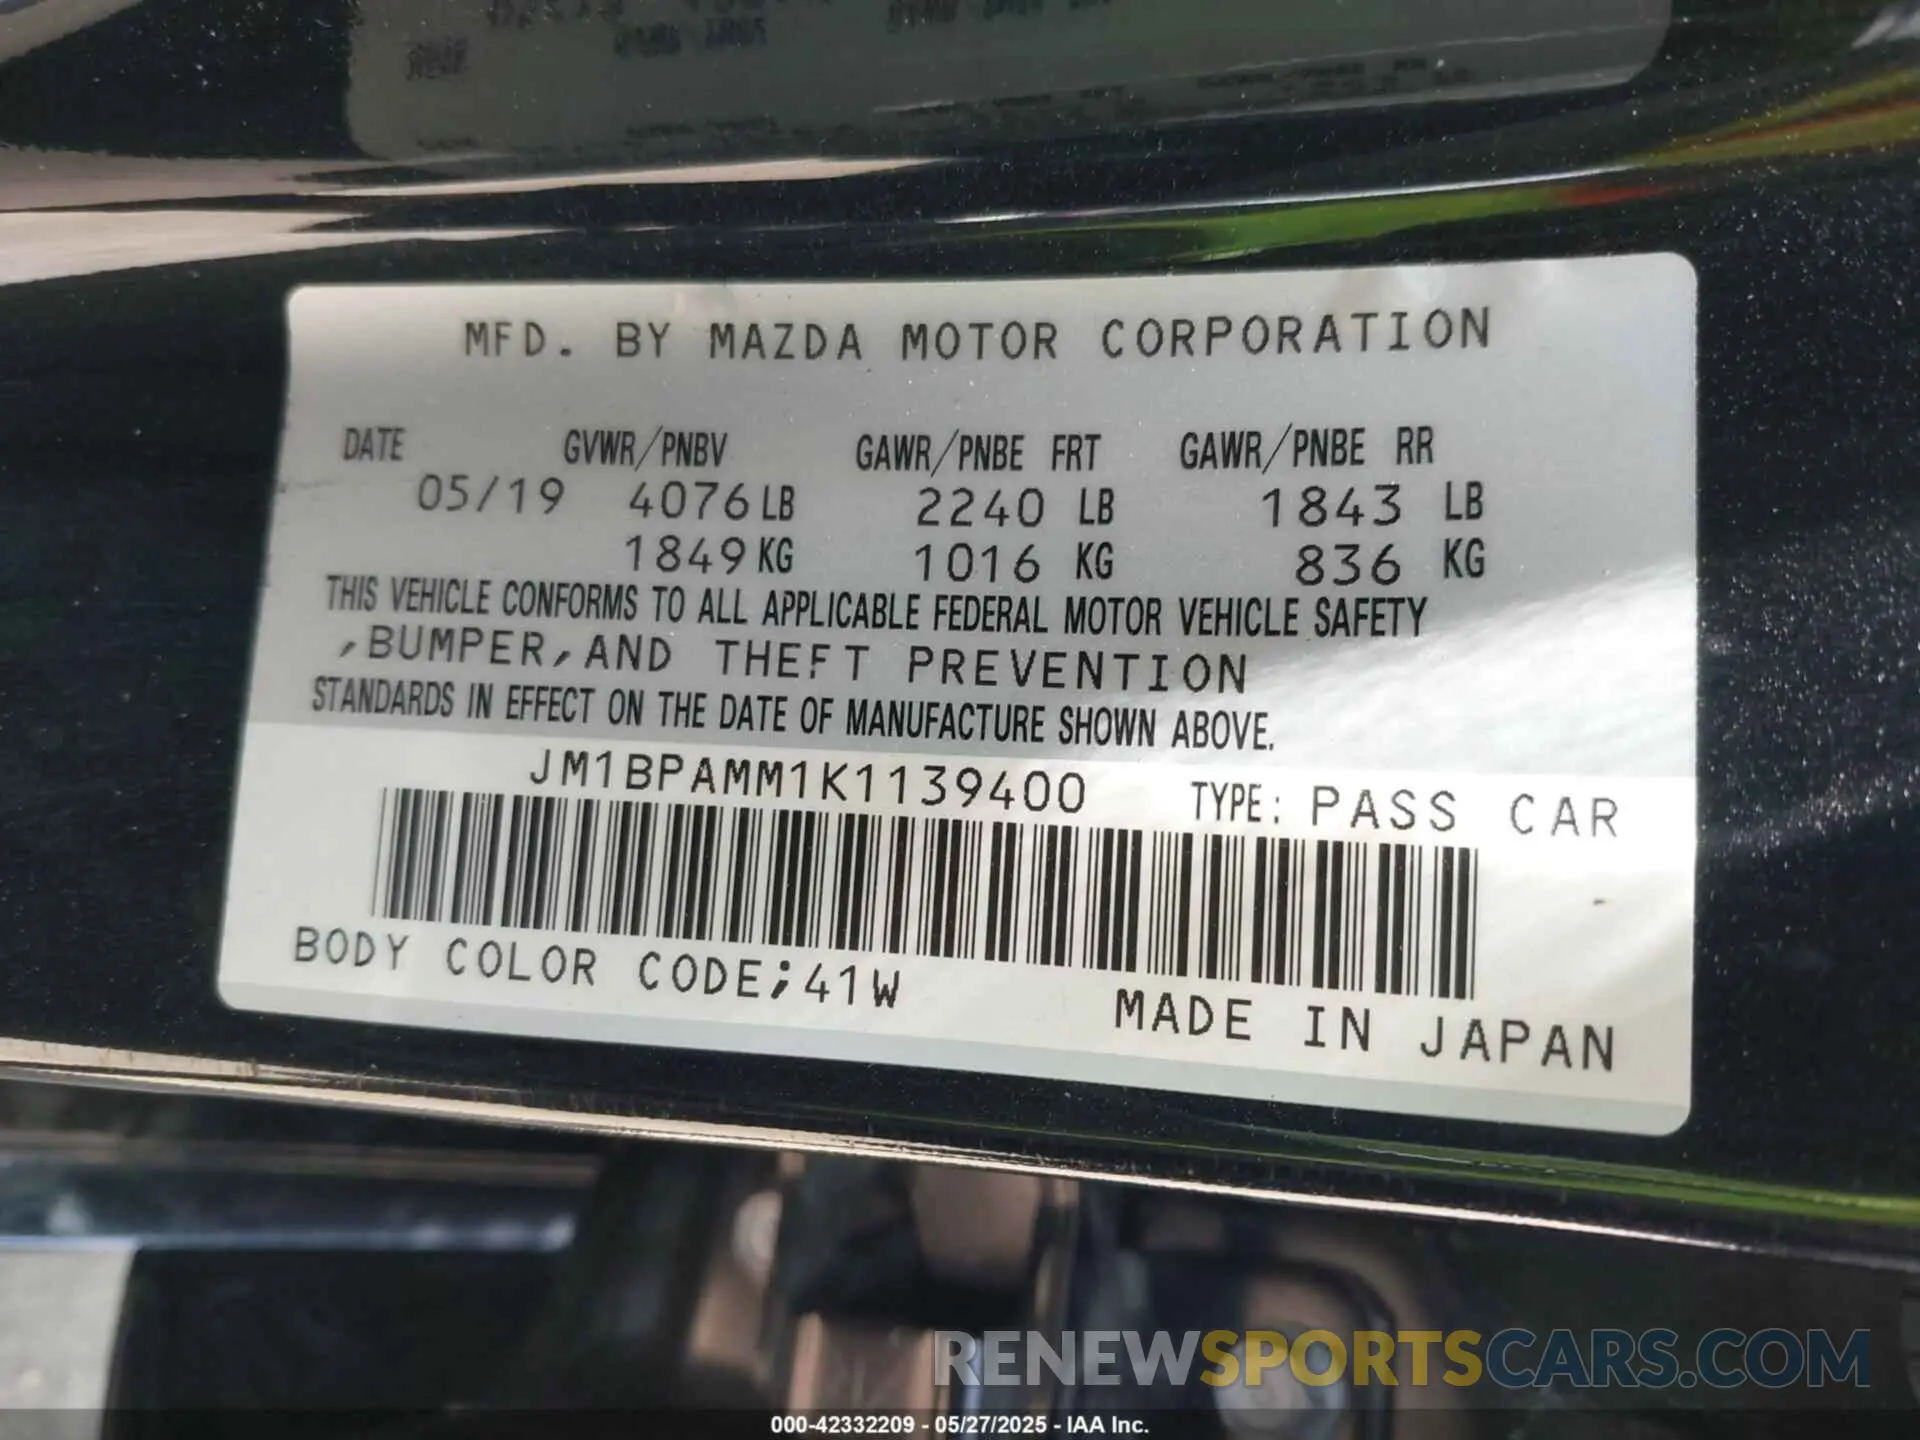 MFD. BY MAZDA MOTOR CORPORATION
DATE GVWR/PNBV GAWR/PNBE FRT GAWR/PNBE RR
05/19 4076 LB 2240 LB 1843 LB
1849 KG 1016 KG 836 KG
THIS VEHICLE CONFORMS TO ALL APPLICABLE FEDERAL MOTOR VEHICLE SAFETY
,BUMPER,AND THEFT PREVENTION
STANDARDS IN EFFECT ON THE DATE OF MANUFACTURE SHOWN ABOVE.
JM1BPAMM1K1139400 TYPE: PASS CAR
BODY COLOR CODE;41W
MADE IN JAPAN
RENEWSPORTSCARS.COM
000-42332209 - 05/27/2025 - IAA Inc.